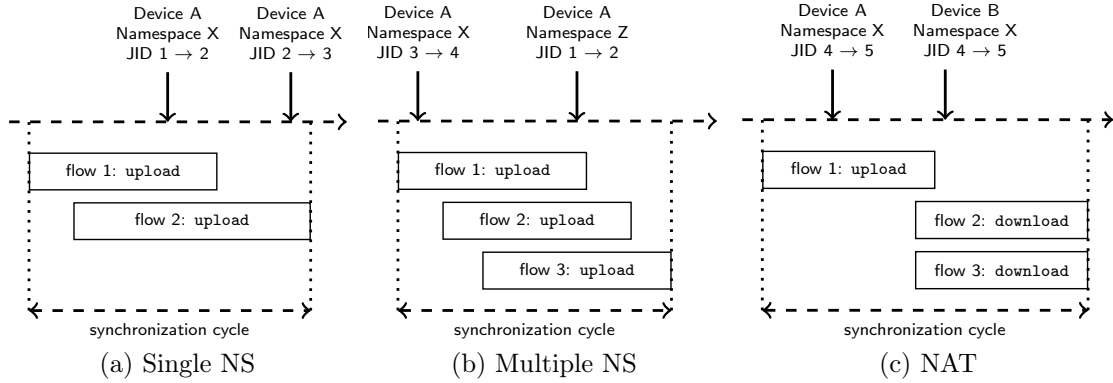 Device A
Namespace X
JID 1 → 2
Device A
Namespace X
JID 2 → 3
flow 1: upload
flow 2: upload
synchronization cycle
(a) Single NS
Device A
Namespace X
JID 3 → 4
Device A
Namespace Z
JID 1 → 2
flow 1: upload
flow 2: upload
flow 3: upload
synchronization cycle
(b) Multiple NS
Device A
Namespace X
JID 4 → 5
Device B
Namespace X
JID 4 → 5
flow 1: upload
flow 2: download
flow 3: download
synchronization cycle
(c) NAT